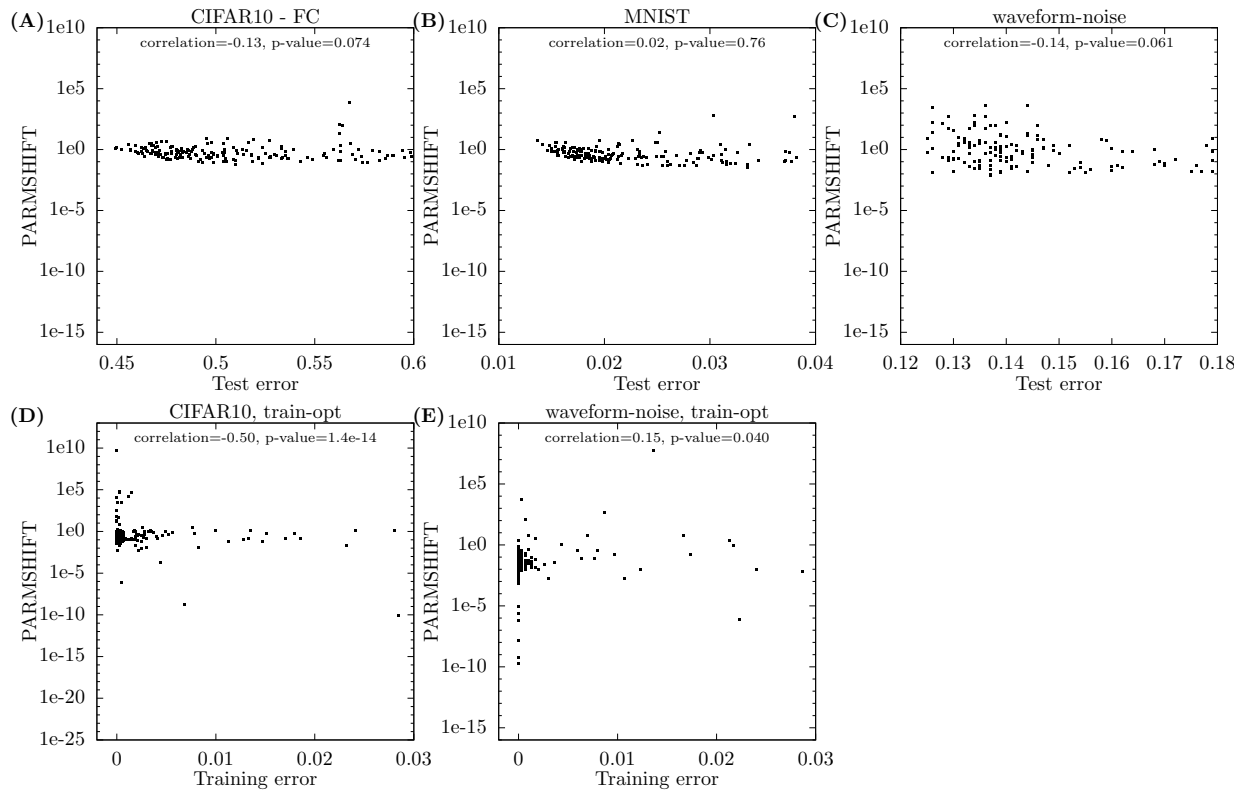 (A)
CIFAR10 - FC
correlation=-0.13, p-value=0.074
1e10
1e5
1e0
1e-5
1e-10
1e-15
PARMSHIFT
0.45 0.5 0.55 0.6
Test error
(B)
MNIST
correlation=0.02, p-value=0.76
1e10
1e5
1e0
1e-5
1e-10
1e-15
PARMSHIFT
0.01 0.02 0.03 0.04
Test error
(C)
waveform-noise
correlation=-0.14, p-value=0.061
1e10
1e5
1e0
1e-5
1e-10
1e-15
PARMSHIFT
0.12 0.13 0.14 0.15 0.16 0.17 0.18
Test error
(D)
CIFAR10, train-opt
correlation=-0.50, p-value=1.4e-14
1e10
1e5
1e0
1e-5
1e-10
1e-15
1e-20
1e-25
PARMSHIFT
0 0.01 0.02 0.03
Training error
(E)
waveform-noise, train-opt
correlation=0.15, p-value=0.040
1e10
1e5
1e0
1e-5
1e-10
1e-15
PARMSHIFT
0 0.01 0.02 0.03
Training error